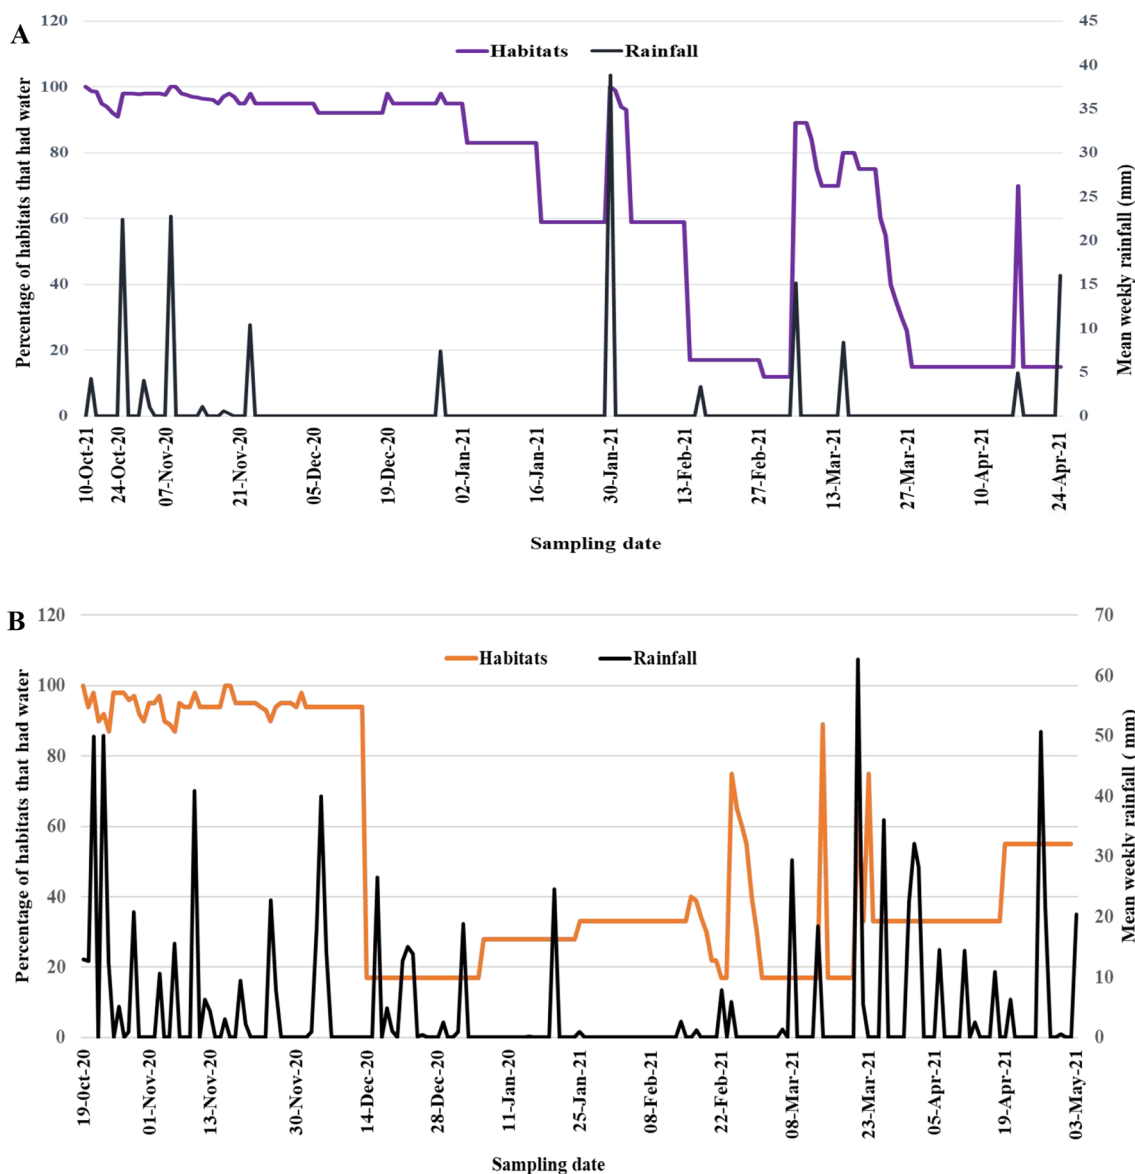 A
Habitats Rainfall
Percentage of habitats that had water
120
100
80
60
40
20
0
45
40
35
30
25
20
15
10
5
0
Mean weekly rainfall (mm)
10-Oct-21
24-Oct-20
07-Nov-20
21-Nov-20
05-Dec-20
19-Dec-20
02-Jan-21
16-Jan-21
30-Jan-21
13-Feb-21
27-Feb-21
13-Mar-21
27-Mar-21
10-Apr-21
24-Apr-21
Sampling date
B
Habitats Rainfall
Percentage of habitats that had water
120
100
80
60
40
20
0
70
60
50
40
30
20
10
0
Mean weekly rainfall ( mm)
19-0ct-20
01-Nov-20
13-Nov-20
30-Nov-20
14-Dec-20
28-Dec-20
11-Jan-20
25-Jan-21
08-Feb-21
22-Feb-21
08-Mar-21
23-Mar-21
05-Apr-21
19-Apr-21
03-May-21
Sampling date